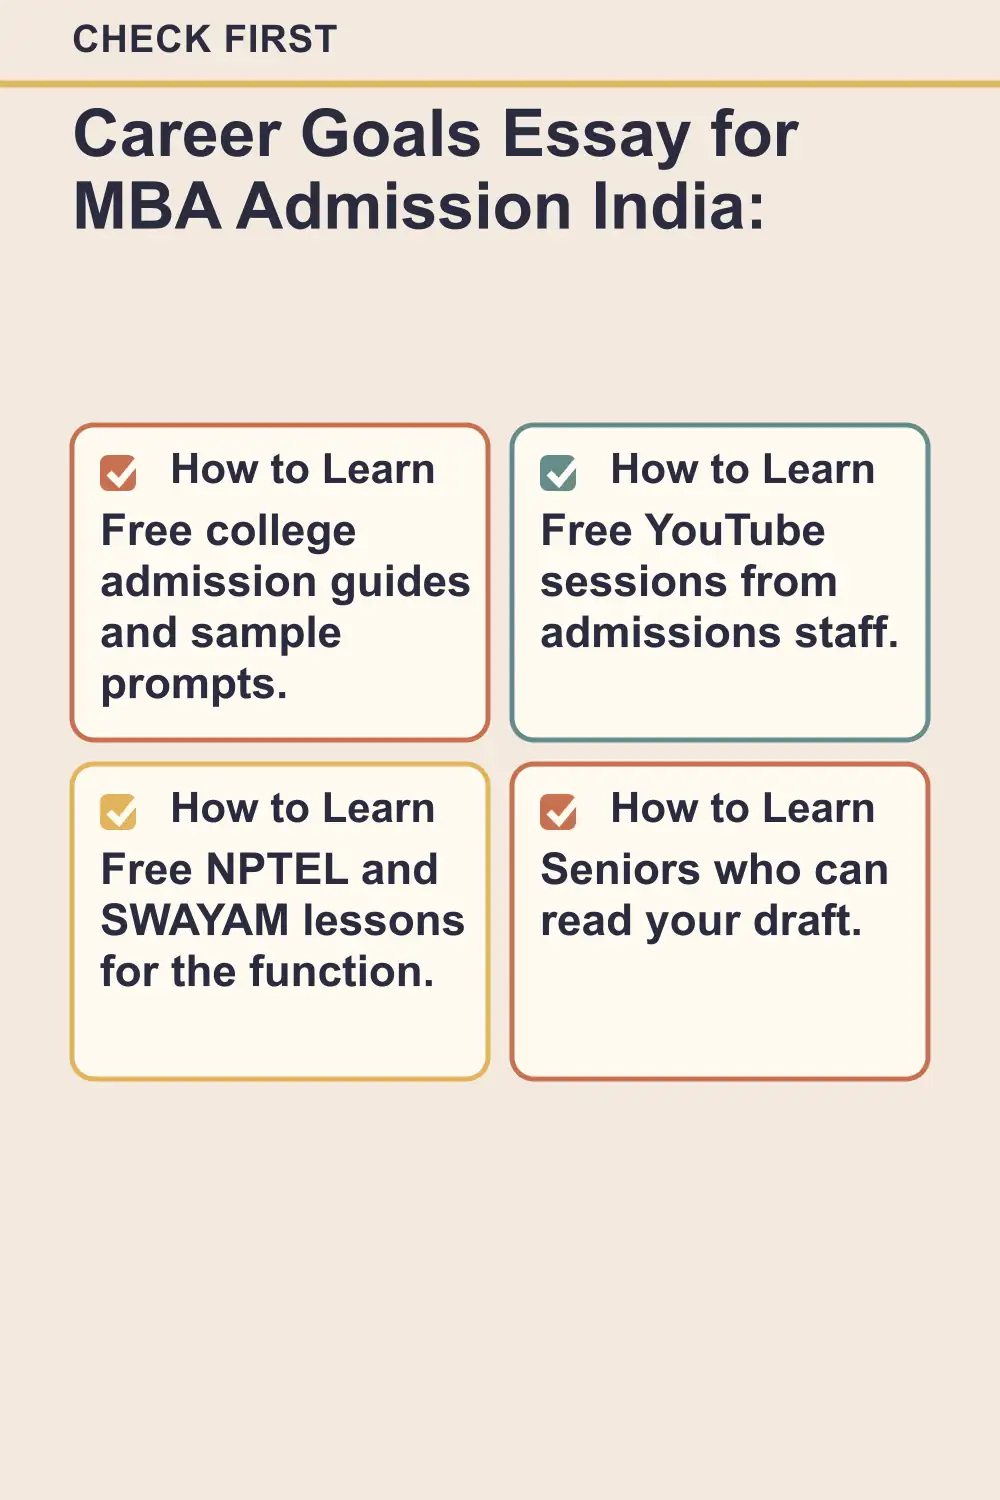 CHECK FIRST
Career Goals Essay for
MBA Admission India:
How to Learn
Free college
admission guides
and sample
prompts.
How to Learn
Free YouTube
sessions from
admissions staff.
How to Learn
Free NPTEL and
SWAYAM lessons
for the function.
How to Learn
Seniors who can
read your draft.